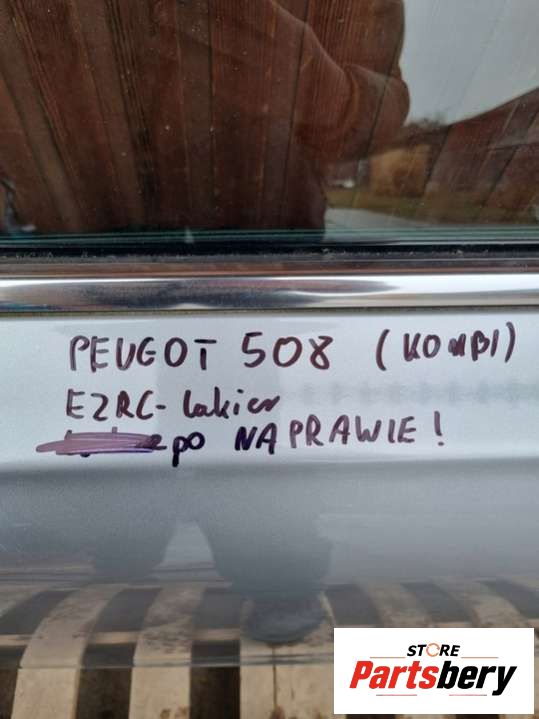 PEUGOT 508 (KOMBI)
EZRC-lakier
po NAPRAWIE!
STORE
Partsbery